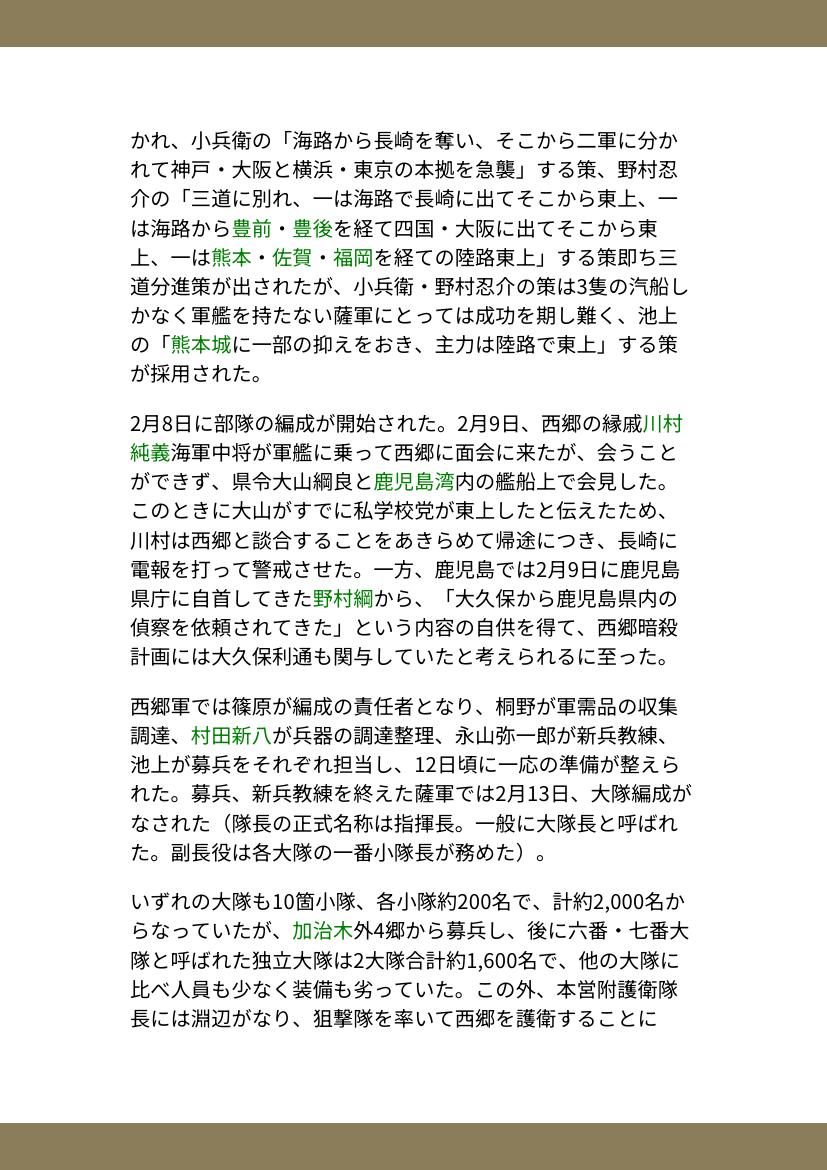 かれ、小兵衛の「海路から長崎を奪い、そこから二軍に分か
れて神戸・大阪と横浜・東京の本拠を急襲」する策、野村忍
介の「三道に別れ、一は海路で長崎に出てそこから東上、一
は海路から豊前・豊後を経て四国・大阪に出てそこから東
上、一は熊本・佐賀・福岡を経ての陸路東上」する策即ち三
道分進策が出されたが、小兵衛・野村忍介の策は3隻の汽船し
かなく軍艦を持たない薩軍にとっては成功を期し難く、池上
の「熊本城に一部の抑えをおき、主力は陸路で東上」する策
が採用された。
2月8日に部隊の編成が開始された。2月9日、西郷の縁戚川村
純義海軍中将が軍艦に乗って西郷に面会に来たが、会うこと
ができず、県令大山綱良と鹿児島湾内の艦船上で会見した。
このときに大山がすでに私学校党が東上したと伝えたため、
川村は西郷と談合することをあきらめて帰途につき、長崎に
電報を打って警戒させた。一方、鹿児島では2月9日に鹿児島
県庁に自首してきた野村綱から、「大久保から鹿児島県内の
偵察を依頼されてきた」という内容の自供を得て、西郷暗殺
計画には大久保利通も関与していたと考えられるに至った。
西郷軍では篠原が編成の責任者となり、桐野が軍需品の収集
調達、村田新八が兵器の調達整理、永山弥一郎が新兵教練、
池上が募兵をそれぞれ担当し、12日頃に一応の準備が整えら
れた。募兵、新兵教練を終えた薩軍では2月13日、大隊編成が
なされた（隊長の正式名称は指揮長。一般に大隊長と呼ばれ
た。副長役は各大隊の一番小隊長が務めた）。
いずれの大隊も10箇小隊、各小隊約200名で、計約2,000名か
らなっていたが、加治木外4郷から募兵し、後に六番・七番大
隊と呼ばれた独立大隊は2大隊合計約1,600名で、他の大隊に
比べ人員も少なく装備も劣っていた。この外、本営附護衛隊
長には淵辺がなり、狙撃隊を率いて西郷を護衛することに